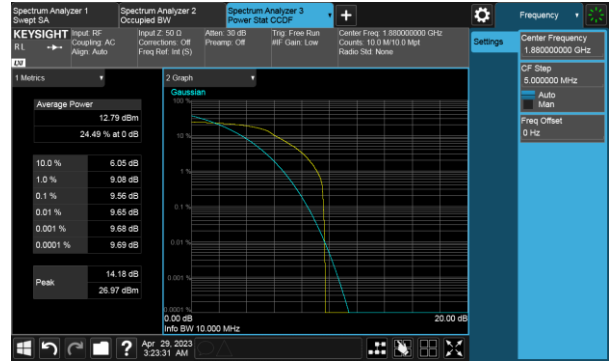 Spectrum Analyzer 1
Swept SA
Spectrum Analyzer 2
Occupied BW
Spectrum Analyzer 3
Power Stat CCDF
Frequency
KEYSIGHT
RL
Input: RF
Coupling: AC
Align: Auto
Input Z: 50 Ω
Corrections: Off
Freq Ref: Int (S)
Atten: 30 dB
Preamp: Off
Trig: Free Run
#IF Gain: Low
Center Freq: 1.880000000 GHz
Counts: 10.0 M/10.0 Mpt
Radio Std: None
LXI
Settings
Center Frequency
1.880000000 GHz
CF Step
5.000000 MHz
Auto
Man
Freq Offset
0 Hz
1 Metrics
Average Power
12.79 dBm
24.49 % at 0 dB
10.0 % 6.05 dB
1.0 % 9.08 dB
0.1 % 9.56 dB
0.01 % 9.65 dB
0.001 % 9.68 dB
0.0001 % 9.69 dB
Peak
14.18 dB
26.97 dBm
2 Graph
Gaussian
100 %
10 %
1 %
0.1 %
0.01 %
0.001 %
0.0001 %
0.00 dB 20.00 dB
Info BW 10.000 MHz
Apr 29, 2023
3:23:31 AM